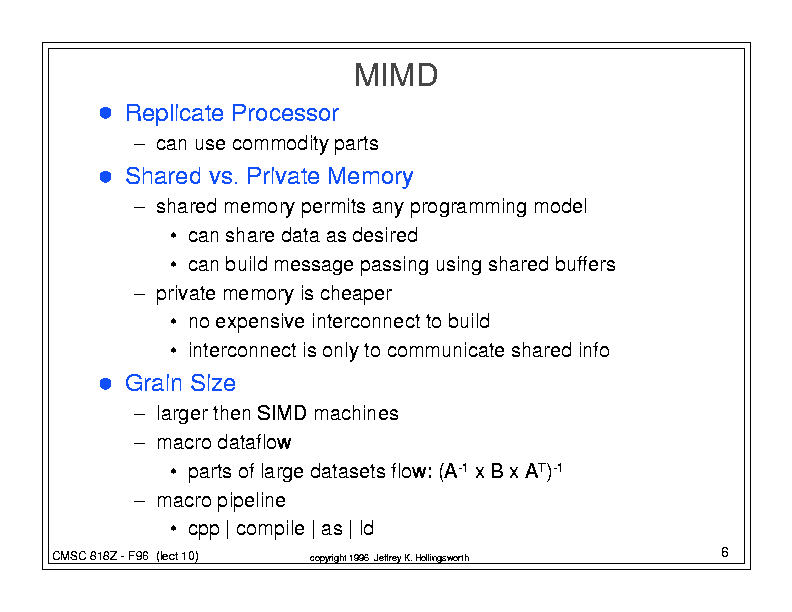 MIMD
● Replicate Processor
– can use commodity parts
● Shared vs. Private Memory
– shared memory permits any programming model
• can share data as desired
• can build message passing using shared buffers
– private memory is cheaper
• no expensive interconnect to build
• interconnect is only to communicate shared info
● Grain Size
– larger then SIMD machines
– macro dataflow
• parts of large datasets flow: (A⁻¹ x B x Aᵀ)⁻¹
– macro pipeline
• cpp | compile | as | ld
CMSC 818Z - F96 (lect 10)
copyright 1996 Jeffrey K. Hollingsworth
6